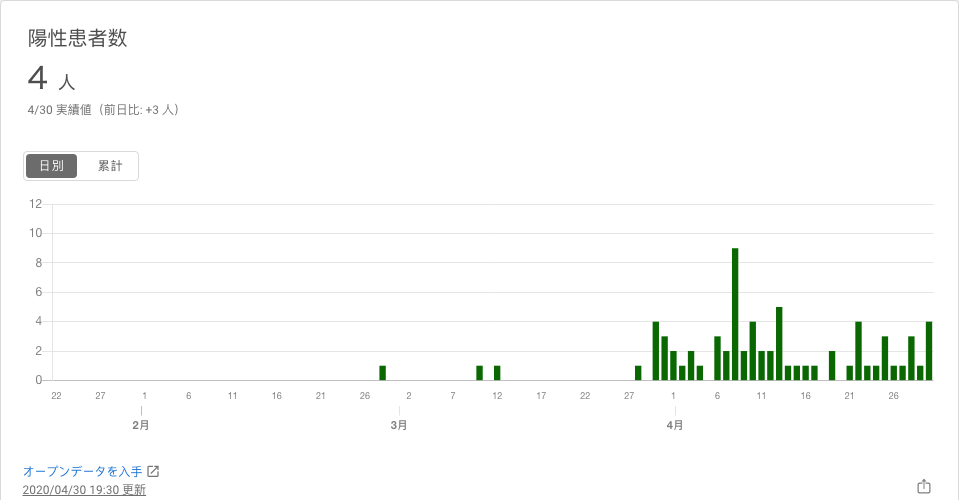 陽性患者数
4 人
4/30 実績値（前日比: +3 人）
日別 累計
12
10
8
6
4
2
0
22 27 1 6 11 16 21 26 2 7 12 17 22 27 1 6 11 16 21 26
2月 3月 4月
オープンデータを入手
2020/04/30 19:30 更新